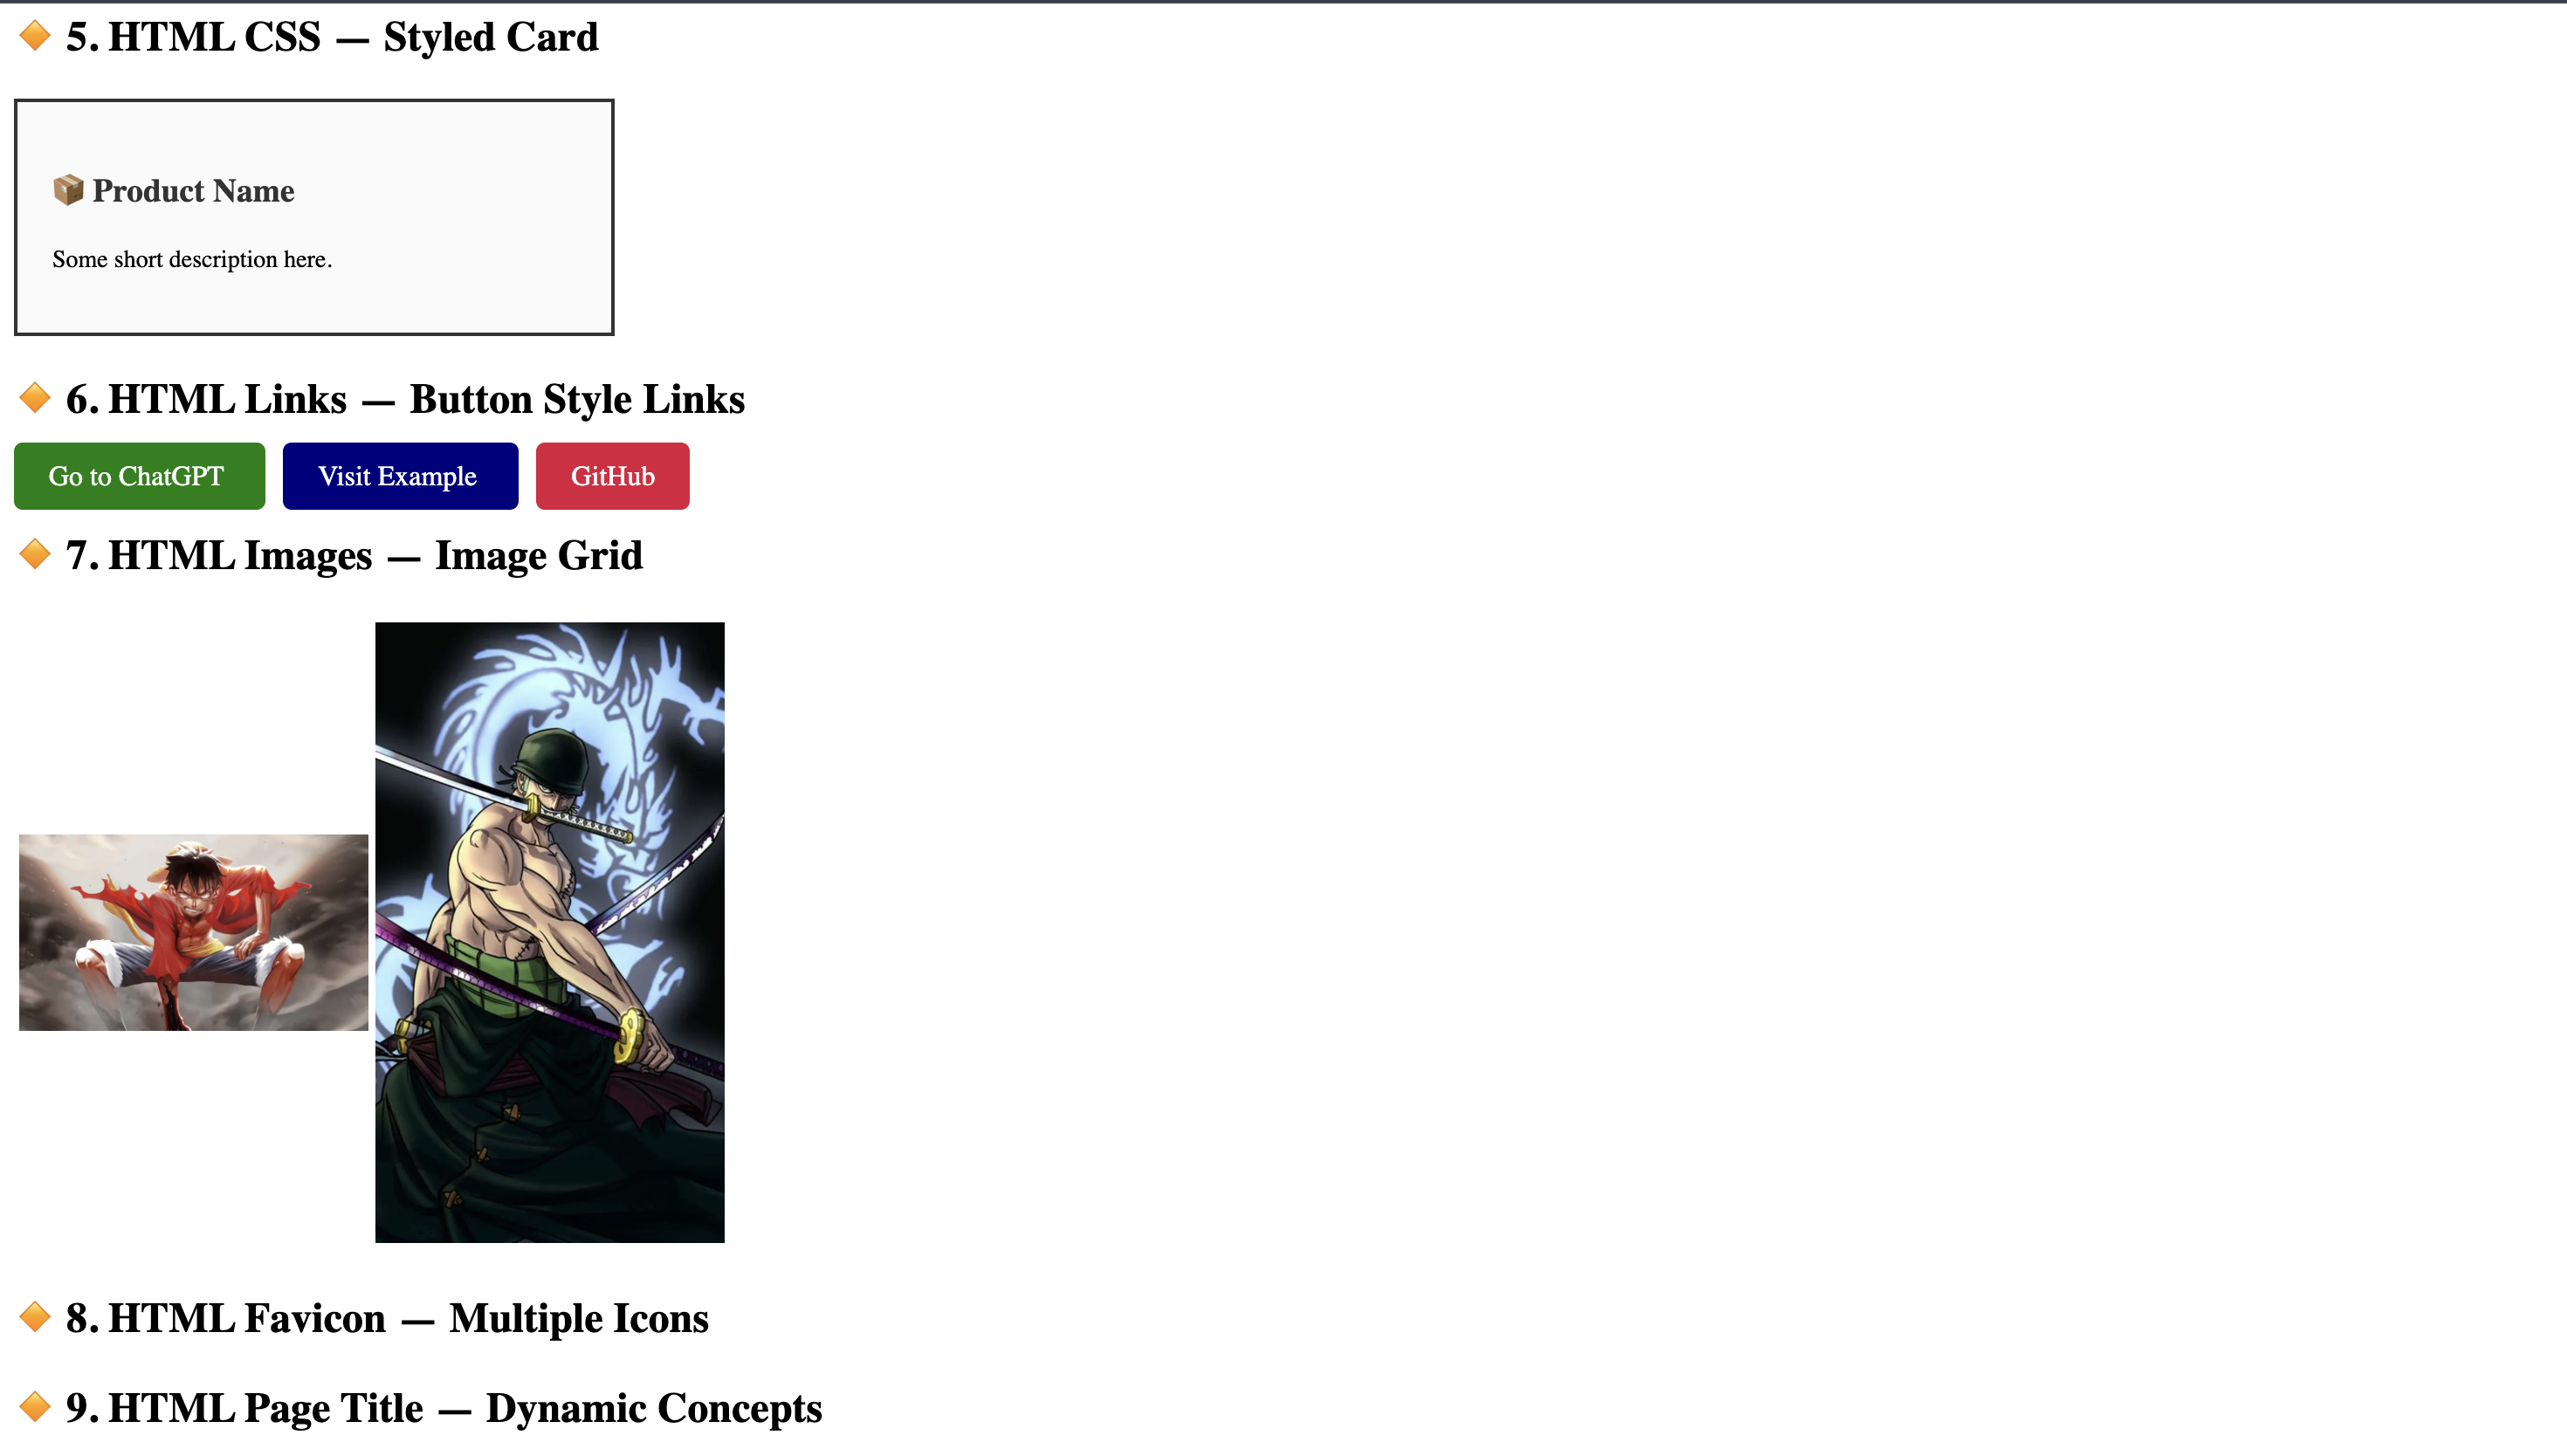 🔶 5. HTML CSS — Styled Card
📦 Product Name
Some short description here.
🔶 6. HTML Links — Button Style Links
Go to ChatGPT Visit Example GitHub
🔶 7. HTML Images — Image Grid
🔶 8. HTML Favicon — Multiple Icons
🔶 9. HTML Page Title — Dynamic Concepts